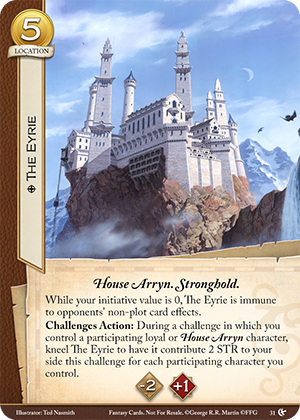 5
LOCATION
THE EYRIE
House Arryn. Stronghold.
While your initiative value is 0, The Eyrie is immune
to opponents' non-plot card effects.
Challenges Action: During a challenge in which you
control a participating loyal or House Arryn character,
kneel The Eyrie to have it contribute 2 STR to your
side this challenge for each participating character you
control.
-2 +1
Illustrator: Ted Nasmith Fantasy Cards. Not For Resale. ©George R.R. Martin ©FFG 31